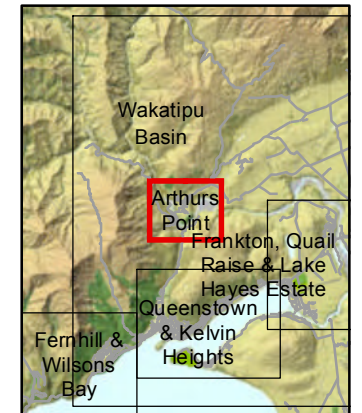 Wakatipu
Basin
Arthurs
Point
Frankton, Quail
Raise & Lake
Hayes Estate
Queenstown
& Kelvin
Heights
Fernhill &
Wilsons
Bay